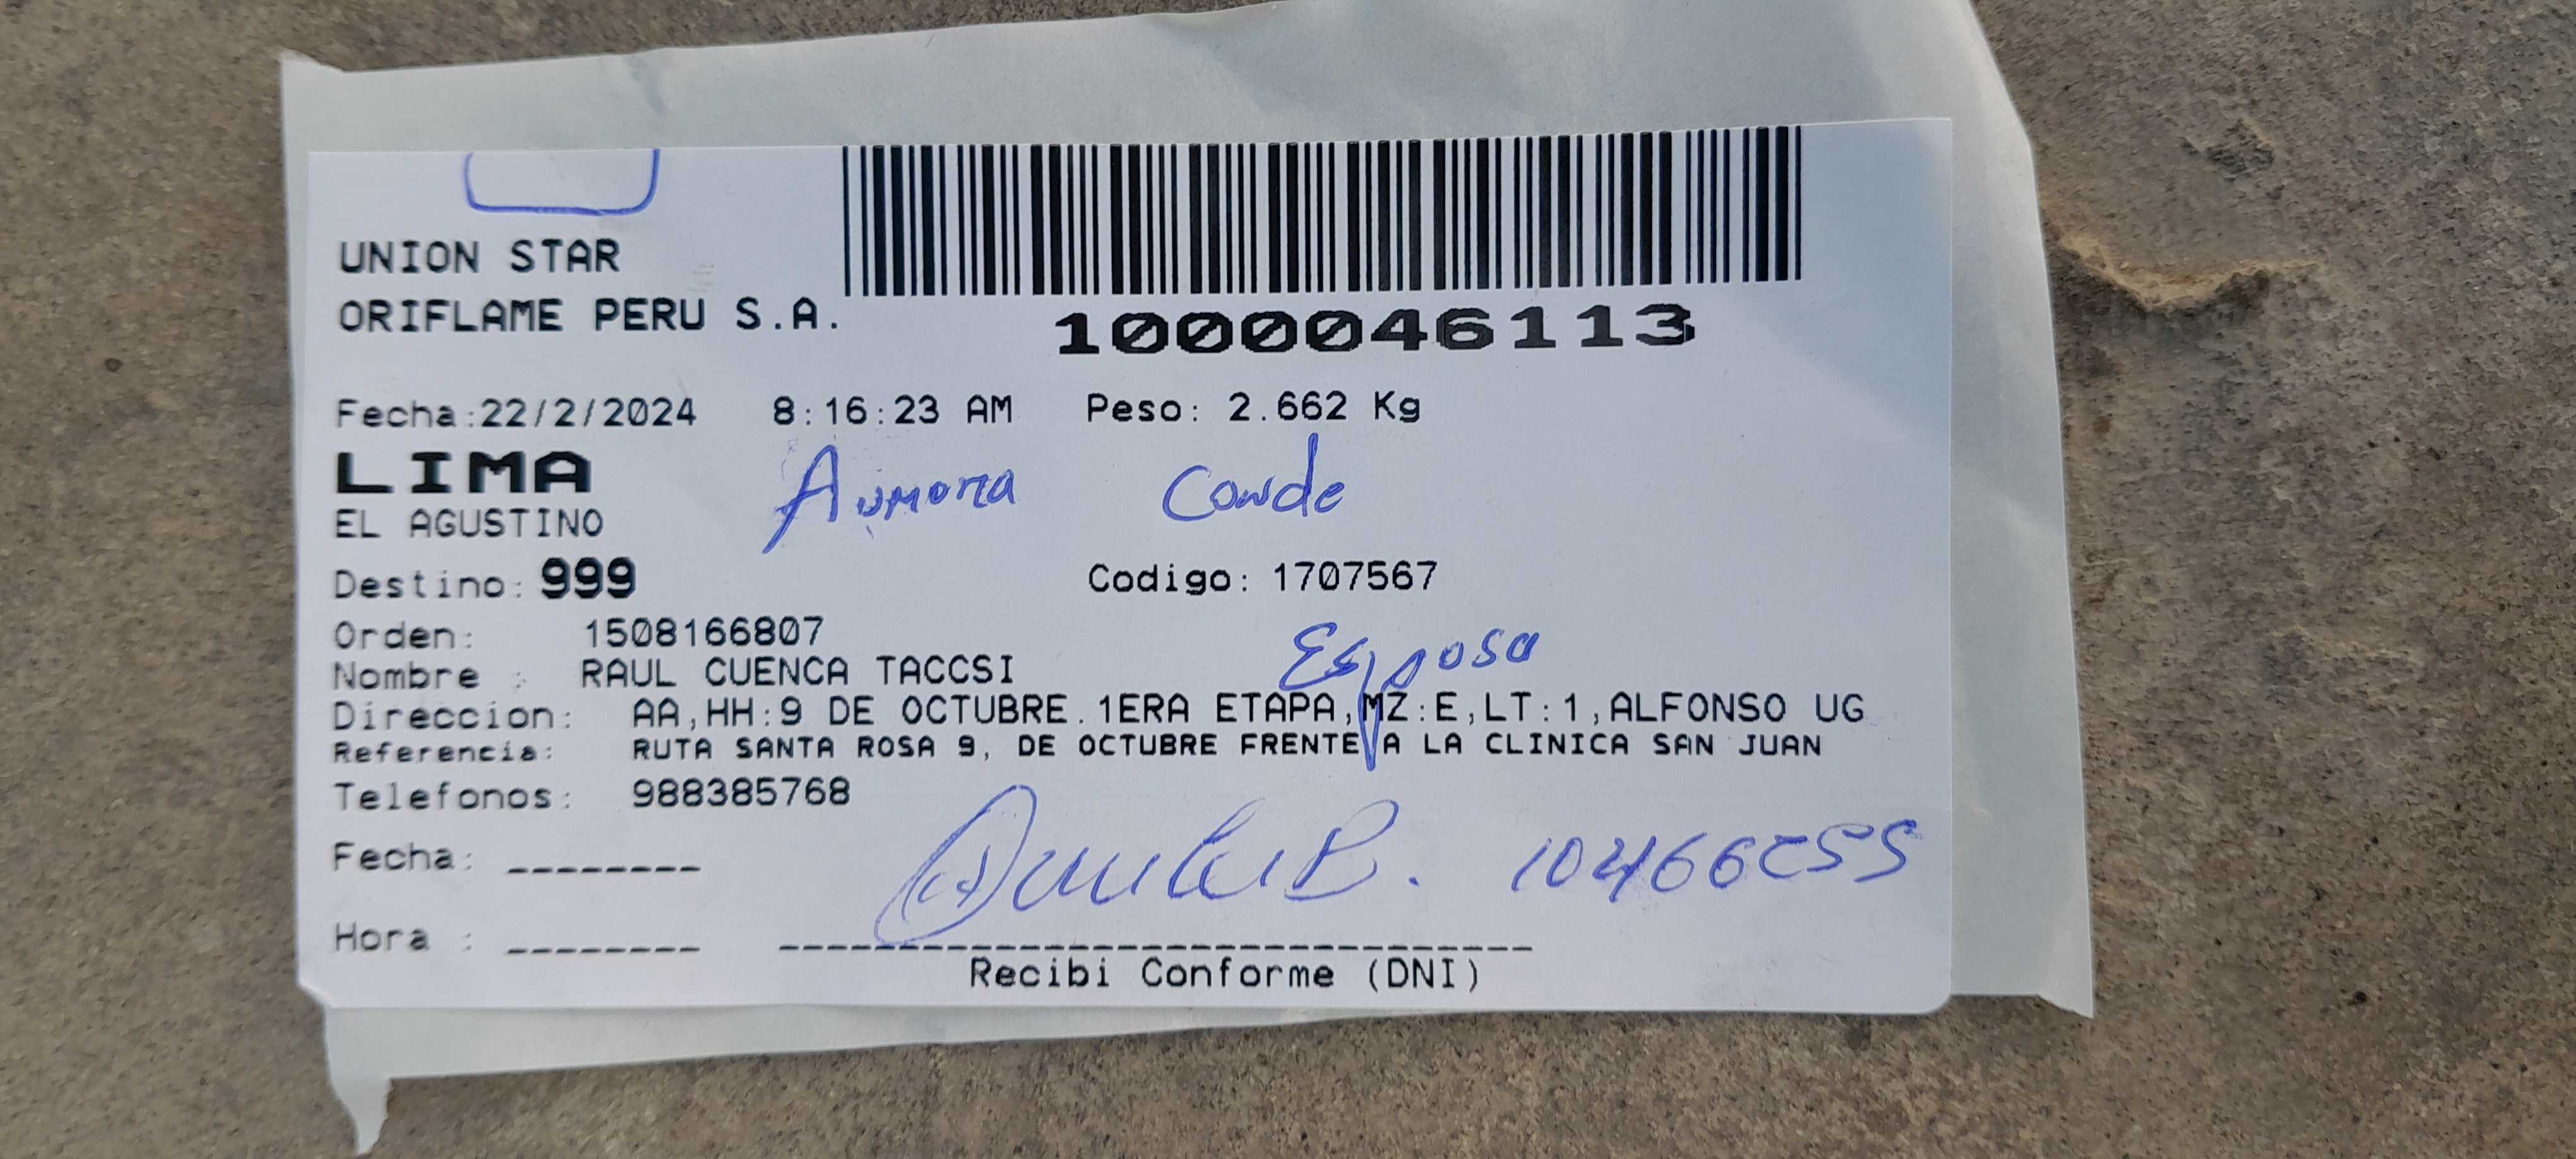 UNION STAR
ORIFLAME PERU S.A.
1000046113
Fecha:22/2/2024 8:16:23 AM Peso: 2.662 Kg
LIMA
Conde
EL AGUSTINO
Destino: 999 Codigo: 1707567
Orden: 1508166807
Esposa
Nombre : RAUL CUENCA TACCSI
Direccion: AA,HH:9 DE OCTUBRE.1ERA ETAPA,MZ:E,LT:1,ALFONSO UG
Referencia: RUTA SANTA ROSA 9, DE OCTUBRE FRENTE A LA CLINICA SAN JUAN
Telefonos: 988385768
Fecha: ________
Hora : ________
Recibi Conforme (DNI)